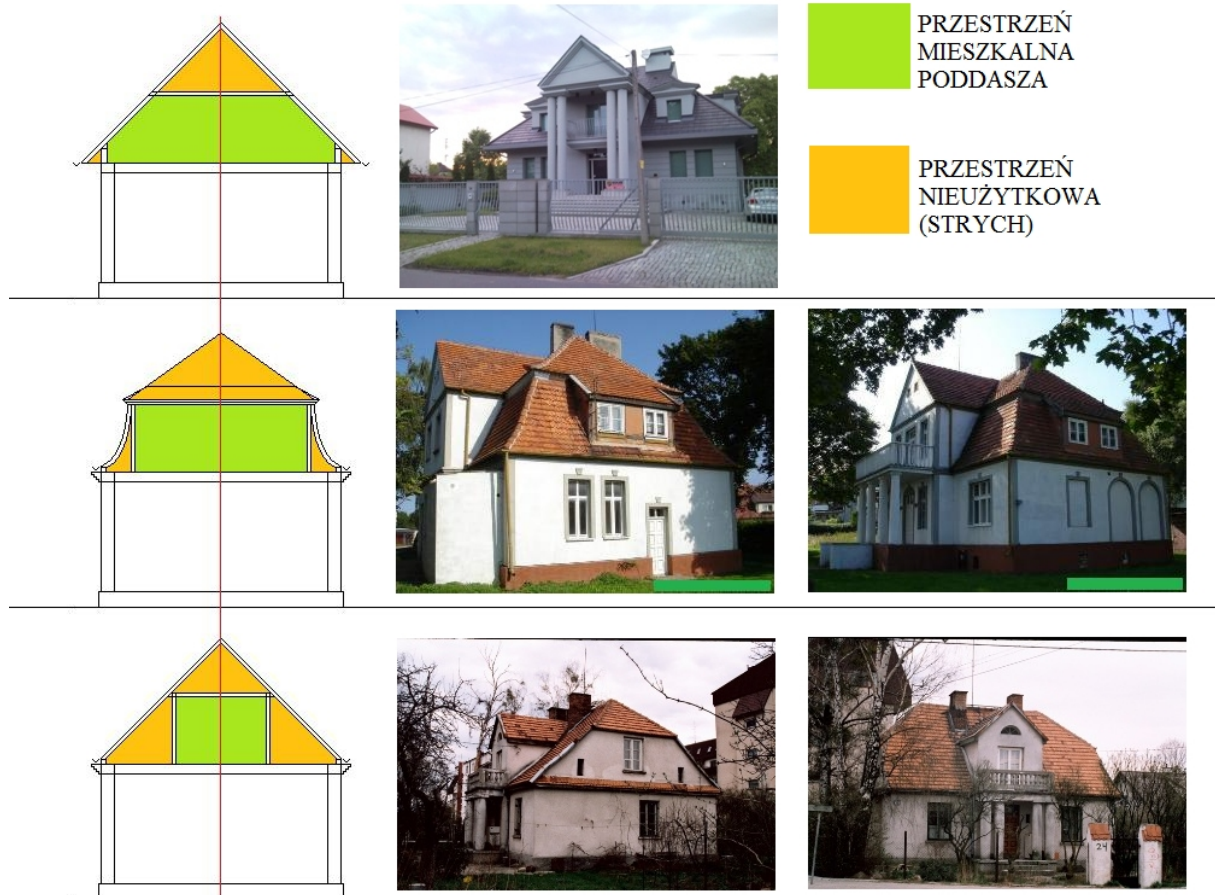 PRZESTRZEŃ
MIESZKALNA
PODDASZA
PRZESTRZEŃ
NIEUŻYTKOWA
(STRYCH)
24